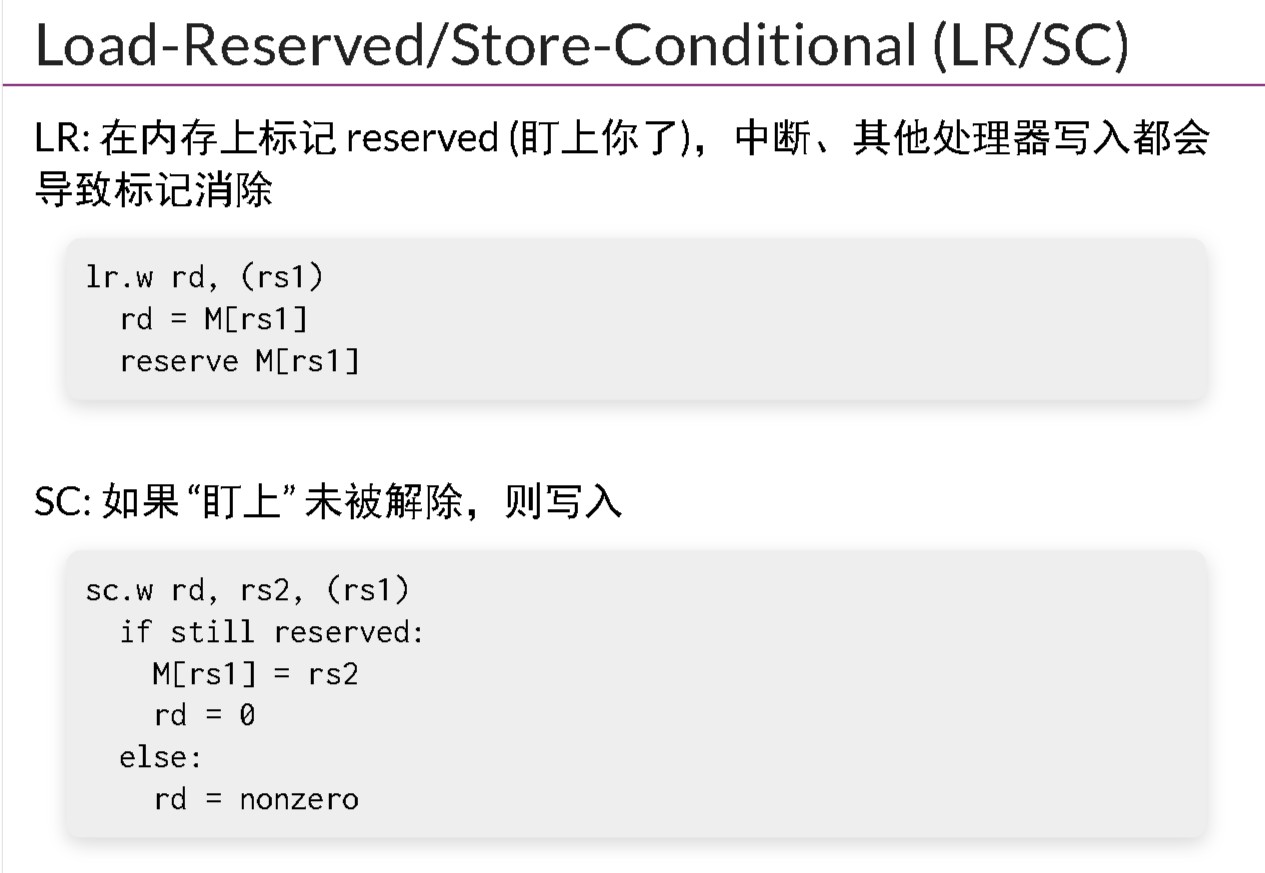 Load-Reserved/Store-Conditional (LR/SC)
LR: 在内存上标记 reserved (盯上你了)，中断、其他处理器写入都会
导致标记消除
lr.w rd, (rs1)
  rd = M[rs1]
  reserve M[rs1]
SC: 如果 “盯上” 未被解除，则写入
sc.w rd, rs2, (rs1)
  if still reserved:
    M[rs1] = rs2
    rd = 0
  else:
    rd = nonzero